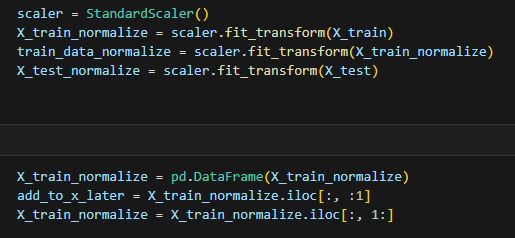 scaler = StandardScaler()
X_train_normalize = scaler.fit_transform(X_train)
train_data_normalize = scaler.fit_transform(X_train_normalize)
X_test_normalize = scaler.fit_transform(X_test)
X_train_normalize = pd.DataFrame(X_train_normalize)
add_to_x_later = X_train_normalize.iloc[:, :1]
X_train_normalize = X_train_normalize.iloc[:, 1:]